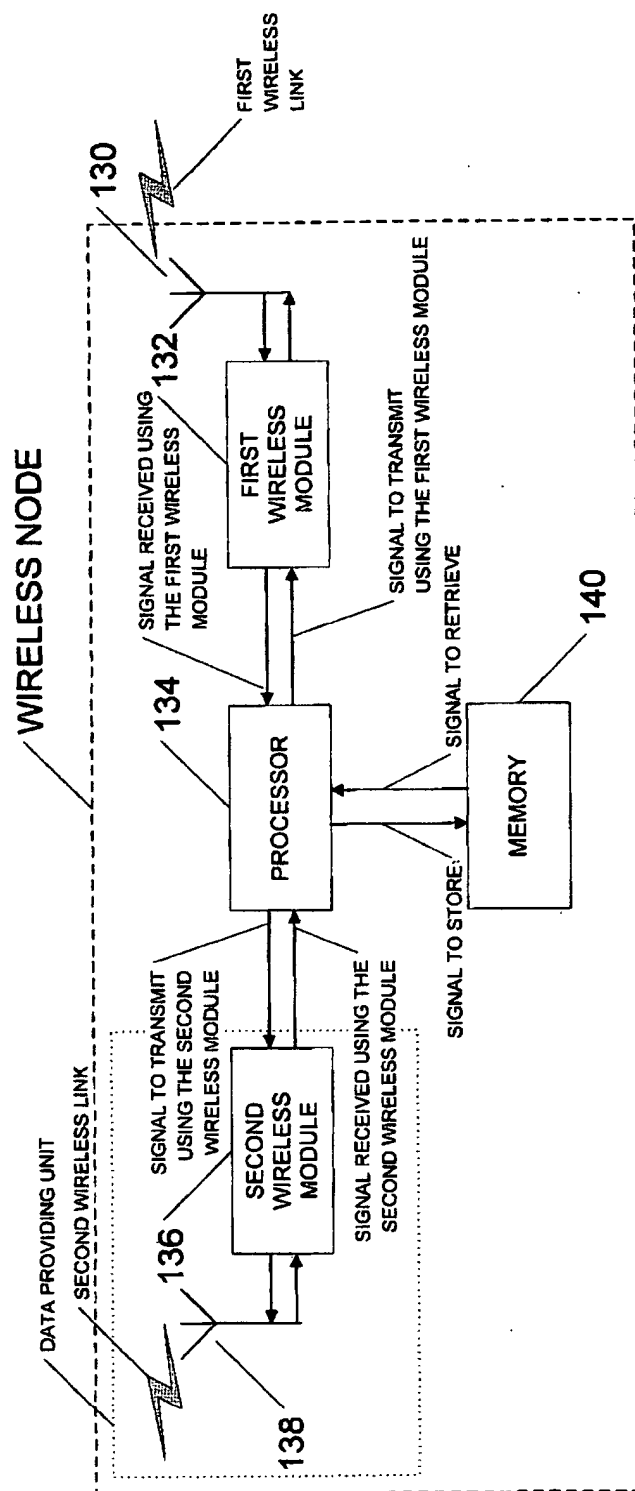 WIRELESS NODE
DATA PROVIDING UNIT
SECOND WIRELESS LINK
136
138
SECOND
WIRELESS
MODULE
SIGNAL TO TRANSMIT
USING THE SECOND
WIRELESS MODULE
SIGNAL RECEIVED USING THE
SECOND WIRELESS MODULE
134
PROCESSOR
SIGNAL TO STORE
SIGNAL TO RETRIEVE
MEMORY
140
SIGNAL RECEIVED USING
THE FIRST WIRELESS
MODULE
132
FIRST
WIRELESS
MODULE
SIGNAL TO TRANSMIT
USING THE FIRST WIRELESS MODULE
130
FIRST
WIRELESS
LINK